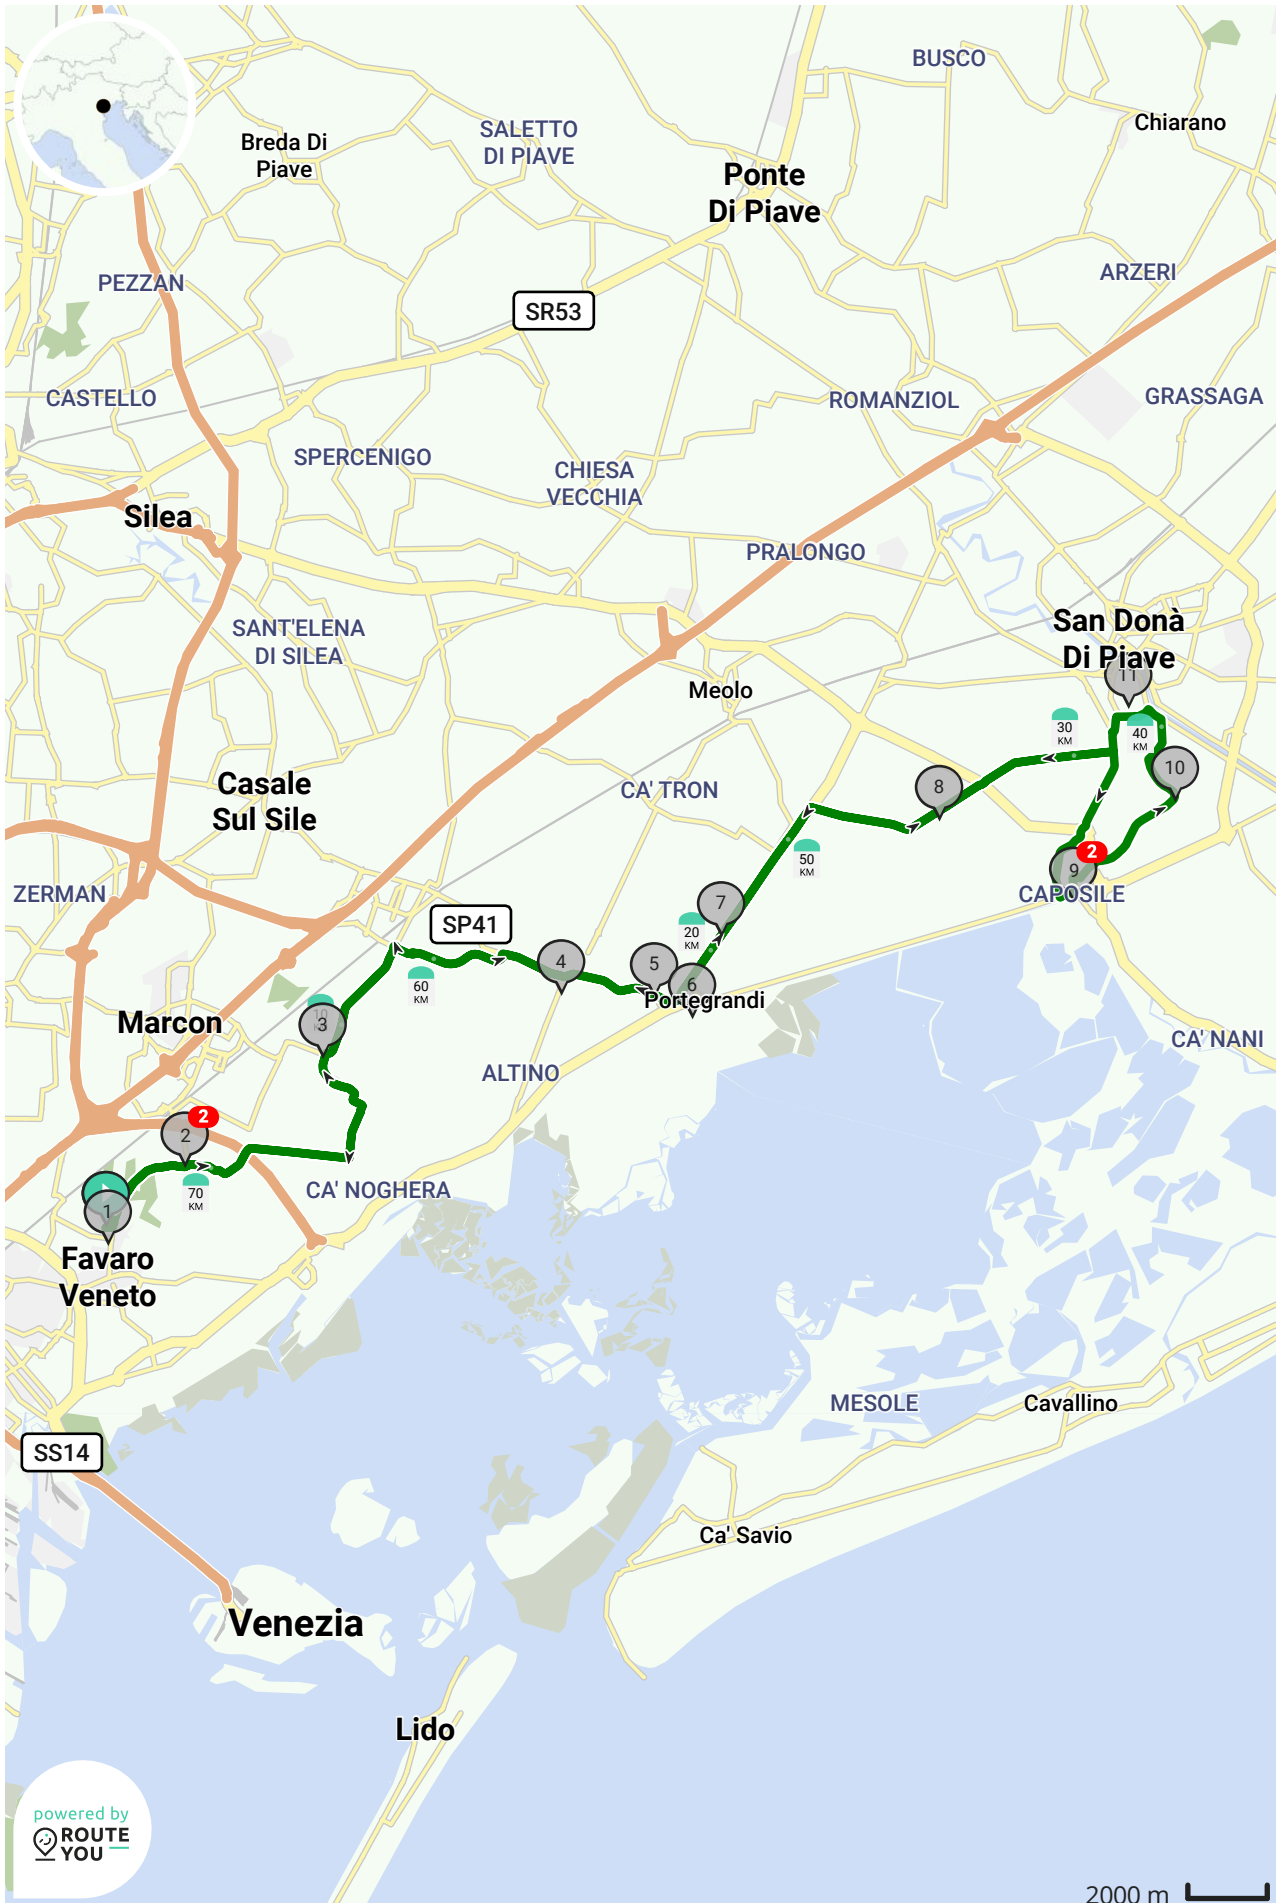 BUSCO
Chiarano
SALETTO
DI PIAVE
Breda Di
Piave
Ponte
Di Piave
PEZZAN
ARZERI
SR53
CASTELLO
ROMANZIOL
GRASSAGA
SPERCENIGO
CHIESA
VECCHIA
Silea
PRALONGO
SANT'ELENA
DI SILEA
San Donà
Di Piave
11
Meolo
30
KM
40
KM
10
Casale
Sul Sile
CA' TRON
8
50
KM
2
9
CAPOSILE
ZERMAN
SP41
7
20
KM
4
5
6
Portegrandi
60
KM
10
3
Marcon
CA' NANI
ALTINO
2
2
70
KM
CA' NOGHERA
1
Favaro
Veneto
MESOLE
Cavallino
SS14
Ca' Savio
Venezia
Lido
powered by
ROUTE
YOU
2000 m